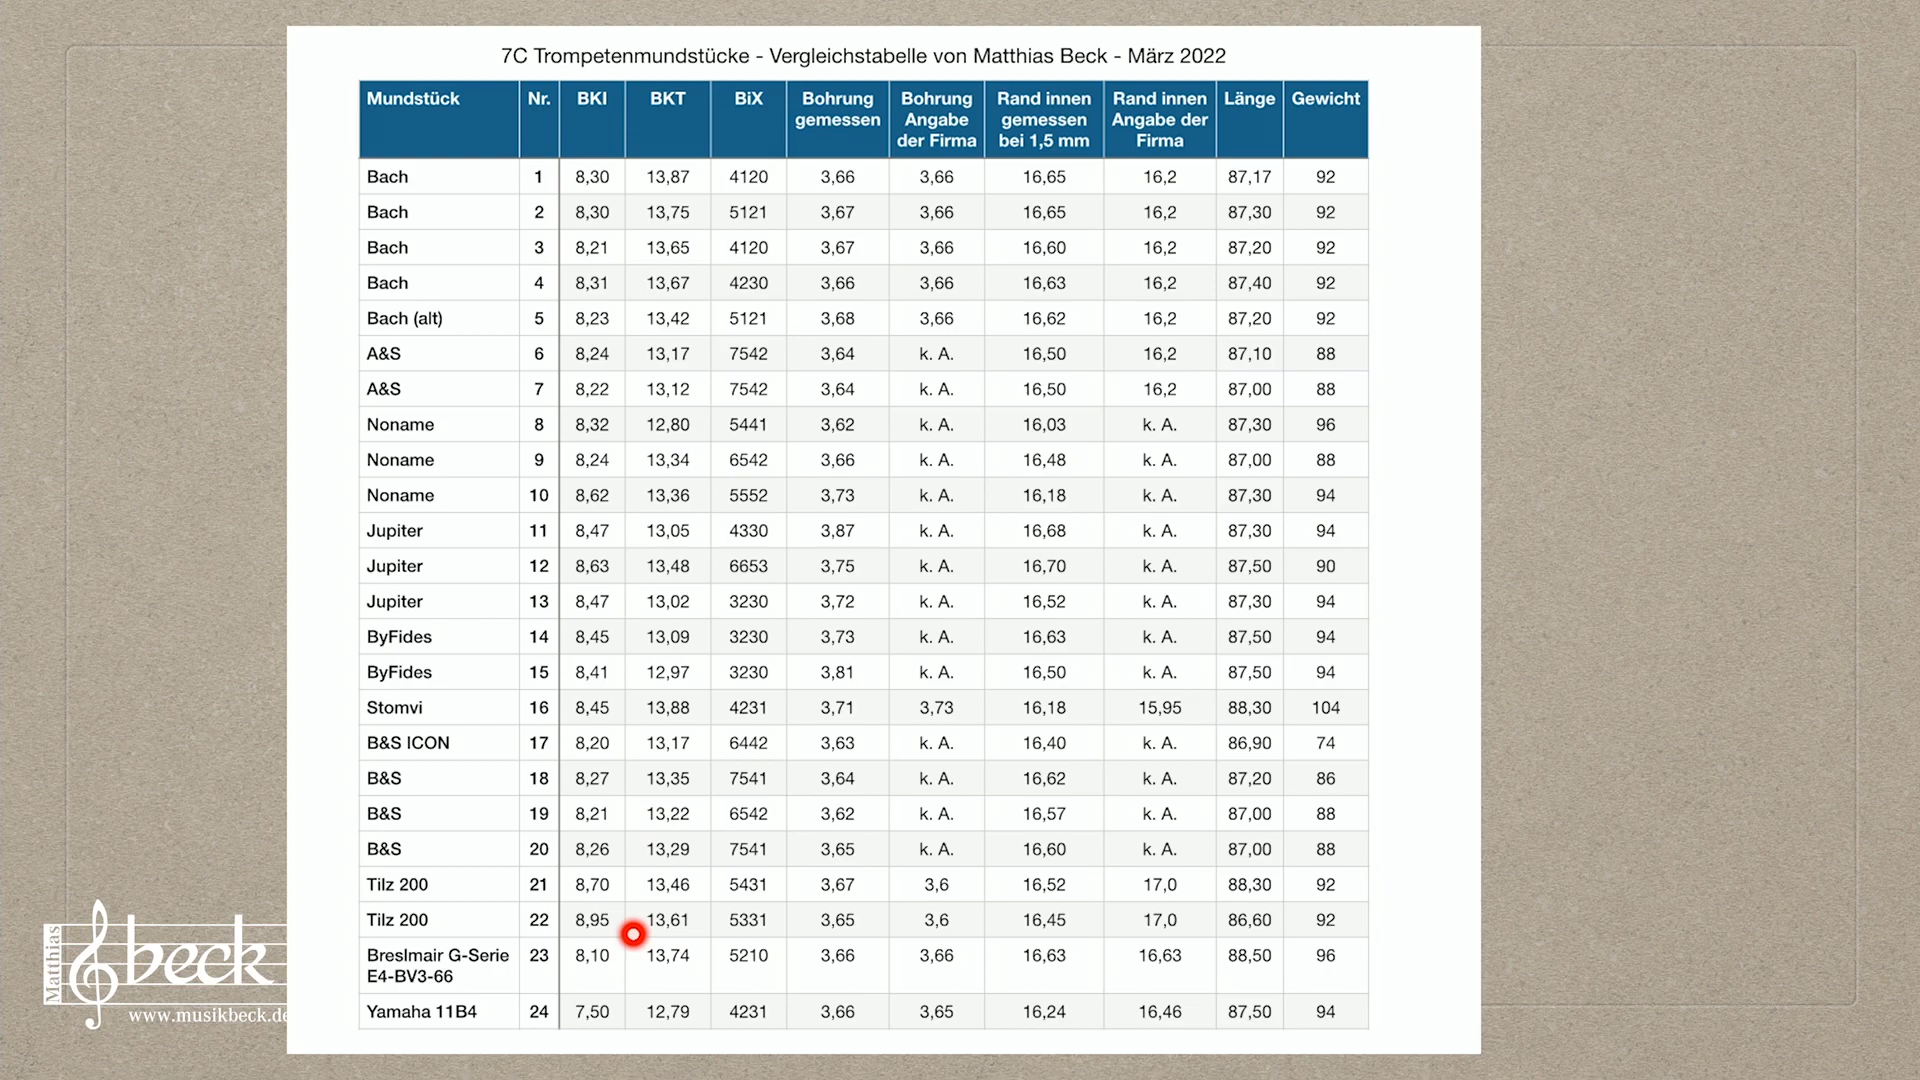 7C Trompetenmundstücke - Vergleichstabelle von Matthias Beck - März 2022
Mundstück Nr. BKI BKT BiX Bohrung gemessen Bohrung Angabe der Firma Rand innen gemessen bei 1,5 mm Rand innen Angabe der Firma Länge Gewicht
Bach 1 8,30 13,87 4120 3,66 3,66 16,65 16,2 87,17 92
Bach 2 8,30 13,75 5121 3,67 3,66 16,65 16,2 87,30 92
Bach 3 8,21 13,65 4120 3,67 3,66 16,60 16,2 87,20 92
Bach 4 8,31 13,67 4230 3,66 3,66 16,63 16,2 87,40 92
Bach (alt) 5 8,23 13,42 5121 3,68 3,66 16,62 16,2 87,20 92
A&S 6 8,24 13,17 7542 3,64 k. A. 16,50 16,2 87,10 88
A&S 7 8,22 13,12 7542 3,64 k. A. 16,50 16,2 87,00 88
Noname 8 8,32 12,80 5441 3,62 k. A. 16,03 k. A. 87,30 96
Noname 9 8,24 13,34 6542 3,66 k. A. 16,48 k. A. 87,00 88
Noname 10 8,62 13,36 5552 3,73 k. A. 16,18 k. A. 87,30 94
Jupiter 11 8,47 13,05 4330 3,87 k. A. 16,68 k. A. 87,30 94
Jupiter 12 8,63 13,48 6653 3,75 k. A. 16,70 k. A. 87,50 90
Jupiter 13 8,47 13,02 3230 3,72 k. A. 16,52 k. A. 87,30 94
ByFides 14 8,45 13,09 3230 3,73 k. A. 16,63 k. A. 87,50 94
ByFides 15 8,41 12,97 3230 3,81 k. A. 16,50 k. A. 87,50 94
Stomvi 16 8,45 13,88 4231 3,71 3,73 16,18 15,95 88,30 104
B&S ICON 17 8,20 13,17 6442 3,63 k. A. 16,40 k. A. 86,90 74
B&S 18 8,27 13,35 7541 3,64 k. A. 16,62 k. A. 87,20 86
B&S 19 8,21 13,22 6542 3,62 k. A. 16,57 k. A. 87,00 88
B&S 20 8,26 13,29 7541 3,65 k. A. 16,60 k. A. 87,00 88
Tilz 200 21 8,70 13,46 5431 3,67 3,6 16,52 17,0 88,30 92
Tilz 200 22 8,95 13,61 5331 3,65 3,6 16,45 17,0 86,60 92
Breslmair G-Serie E4-BV3-66 23 8,10 13,74 5210 3,66 3,66 16,63 16,63 88,50 96
Yamaha 11B4 24 7,50 12,79 4231 3,66 3,65 16,24 16,46 87,50 94
Matthias
beck
www.musikbeck.de